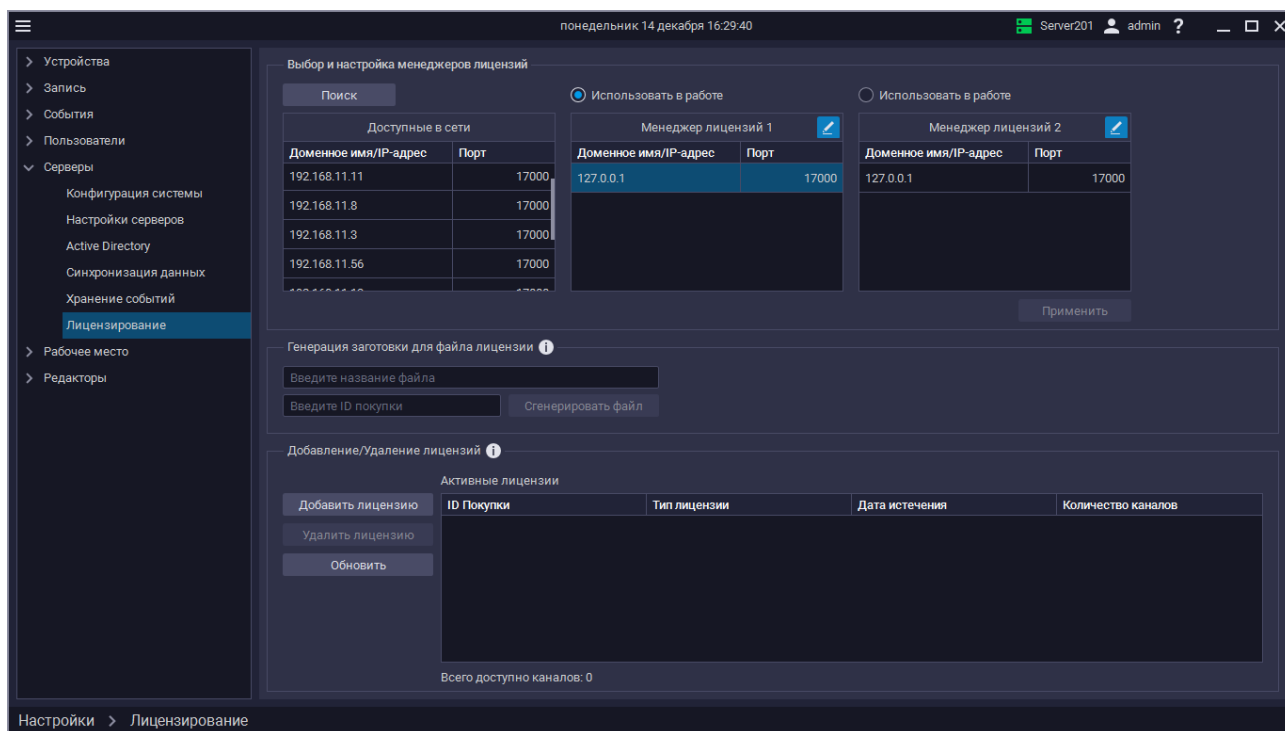 понедельник 14 декабря 16:29:40
Server201 admin ?
Устройства
Запись
События
Пользователи
Серверы
Конфигурация системы
Настройки серверов
Active Directory
Синхронизация данных
Хранение событий
Лицензирование
Рабочее место
Редакторы
Выбор и настройка менеджеров лицензий
Поиск
Использовать в работе
Использовать в работе
Доступные в сети
Доменное имя/IP-адрес Порт
192.168.11.11 17000
192.168.11.8 17000
192.168.11.3 17000
192.168.11.56 17000
Менеджер лицензий 1
Доменное имя/IP-адрес Порт
127.0.0.1 17000
Менеджер лицензий 2
Доменное имя/IP-адрес Порт
127.0.0.1 17000
Применить
Генерация заготовки для файла лицензии
Введите название файла
Введите ID покупки Сгенерировать файл
Добавление/Удаление лицензий
Добавить лицензию
Удалить лицензию
Обновить
Активные лицензии
ID Покупки Тип лицензии Дата истечения Количество каналов
Всего доступно каналов: 0
Настройки > Лицензирование